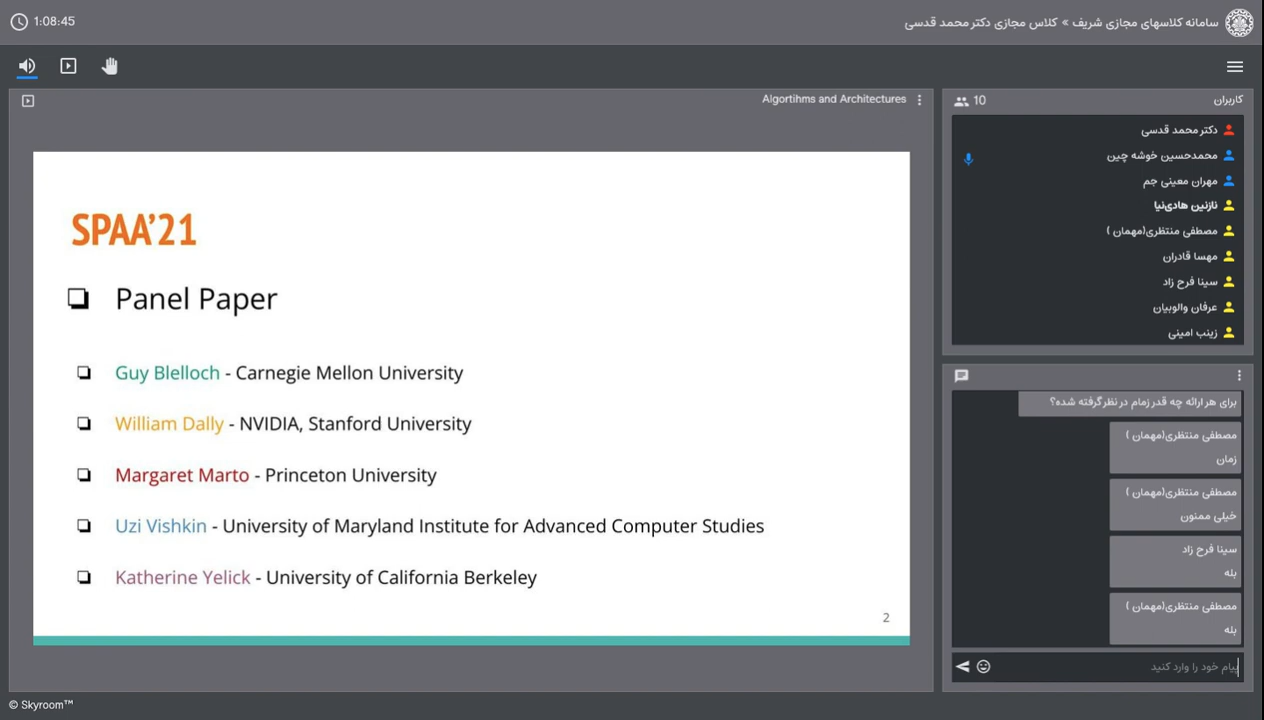 1:08:45
سامانه کلاسهای مجازی شریف » کلاس مجازی دکتر محمد قدسی
Algortihms and Architectures
SPAA'21
Panel Paper
Guy Blelloch - Carnegie Mellon University
William Dally - NVIDIA, Stanford University
Margaret Marto - Princeton University
Uzi Vishkin - University of Maryland Institute for Advanced Computer Studies
Katherine Yelick - University of California Berkeley
2
کاربران
10
دکتر محمد قدسی
محمدحسین خوشه چین
مهران معینی جم
نازنین هادی‌نیا
مصطفی منتظری(مهمان )
مهسا قادران
سینا فرح زاد
عرفان والوبیان
زینب امینی
برای هر ارائه چه قدر زمام در نظر گرفته شده؟
مصطفی منتظری(مهمان )
زمان
مصطفی منتظری(مهمان )
خیلی ممنون
سینا فرح زاد
بله
مصطفی منتظری(مهمان )
بله
پیام خود را وارد کنید
© Skyroom™